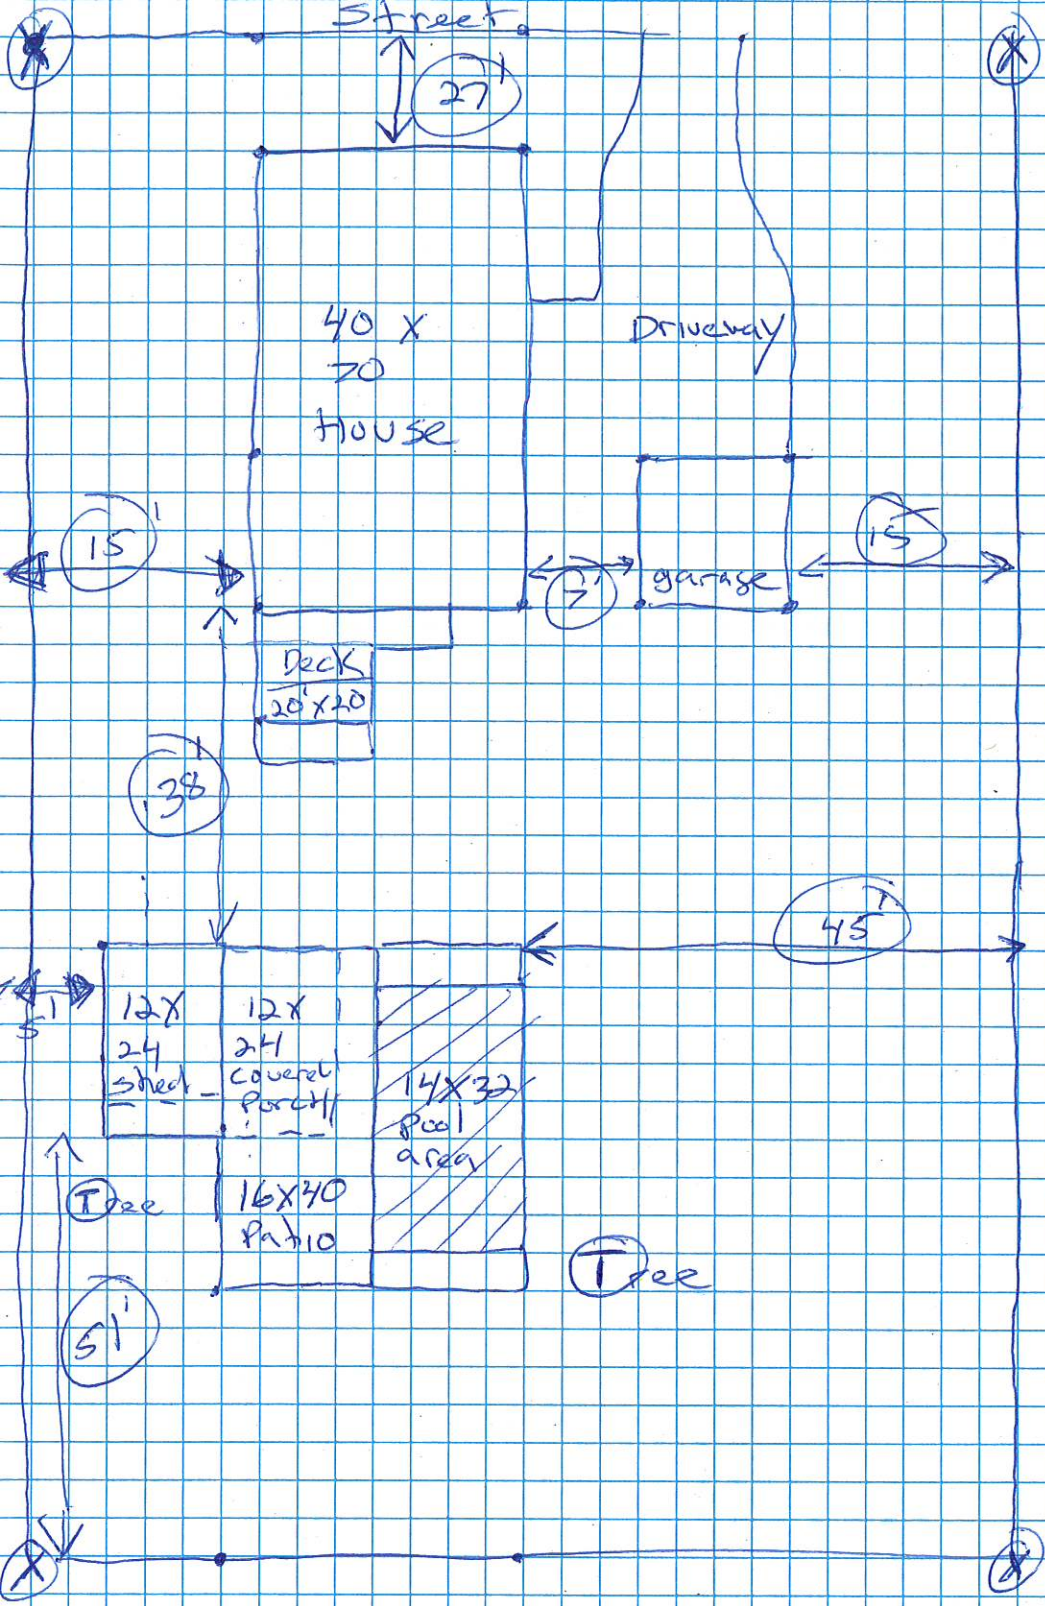 Street
27'
40 X
70
House
Driveway
15'
15
7'
garage
Deck
20'x20
38'
45'
5'
12X
24
Shed
12X
24
Covered
Porch
14X32
Pool
area
Tree
16X40
Patio
Tree
51'